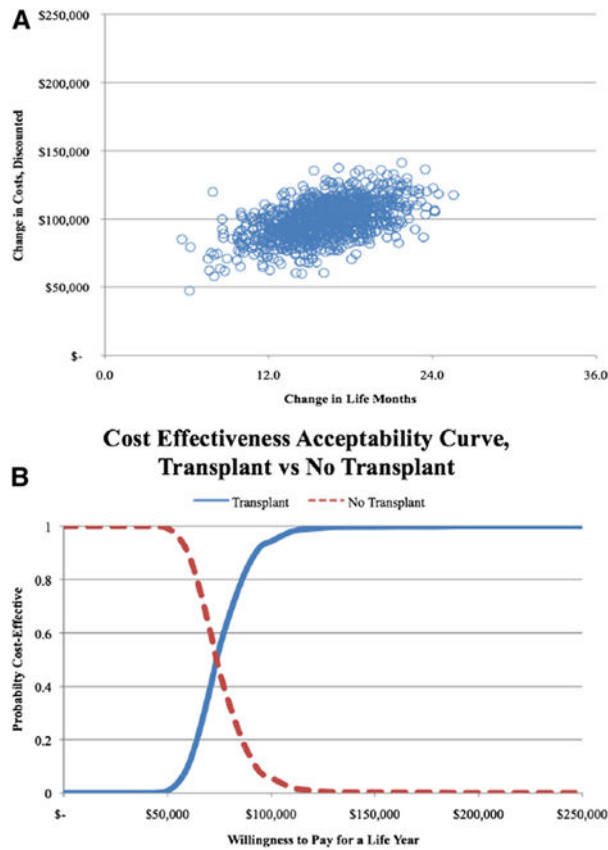 A
$250,000
$200,000
$150,000
$100,000
$50,000
$-
Change in Costs, Discounted
0.0 12.0 24.0 36.0
Change in Life Months
Cost Effectiveness Acceptability Curve,
Transplant vs No Transplant
B
Transplant No Transplant
1
0.8
0.6
0.4
0.2
0
Probabilty Cost-Effective
$- $50,000 $100,000 $150,000 $200,000 $250,000
Willingness to Pay for a Life Year